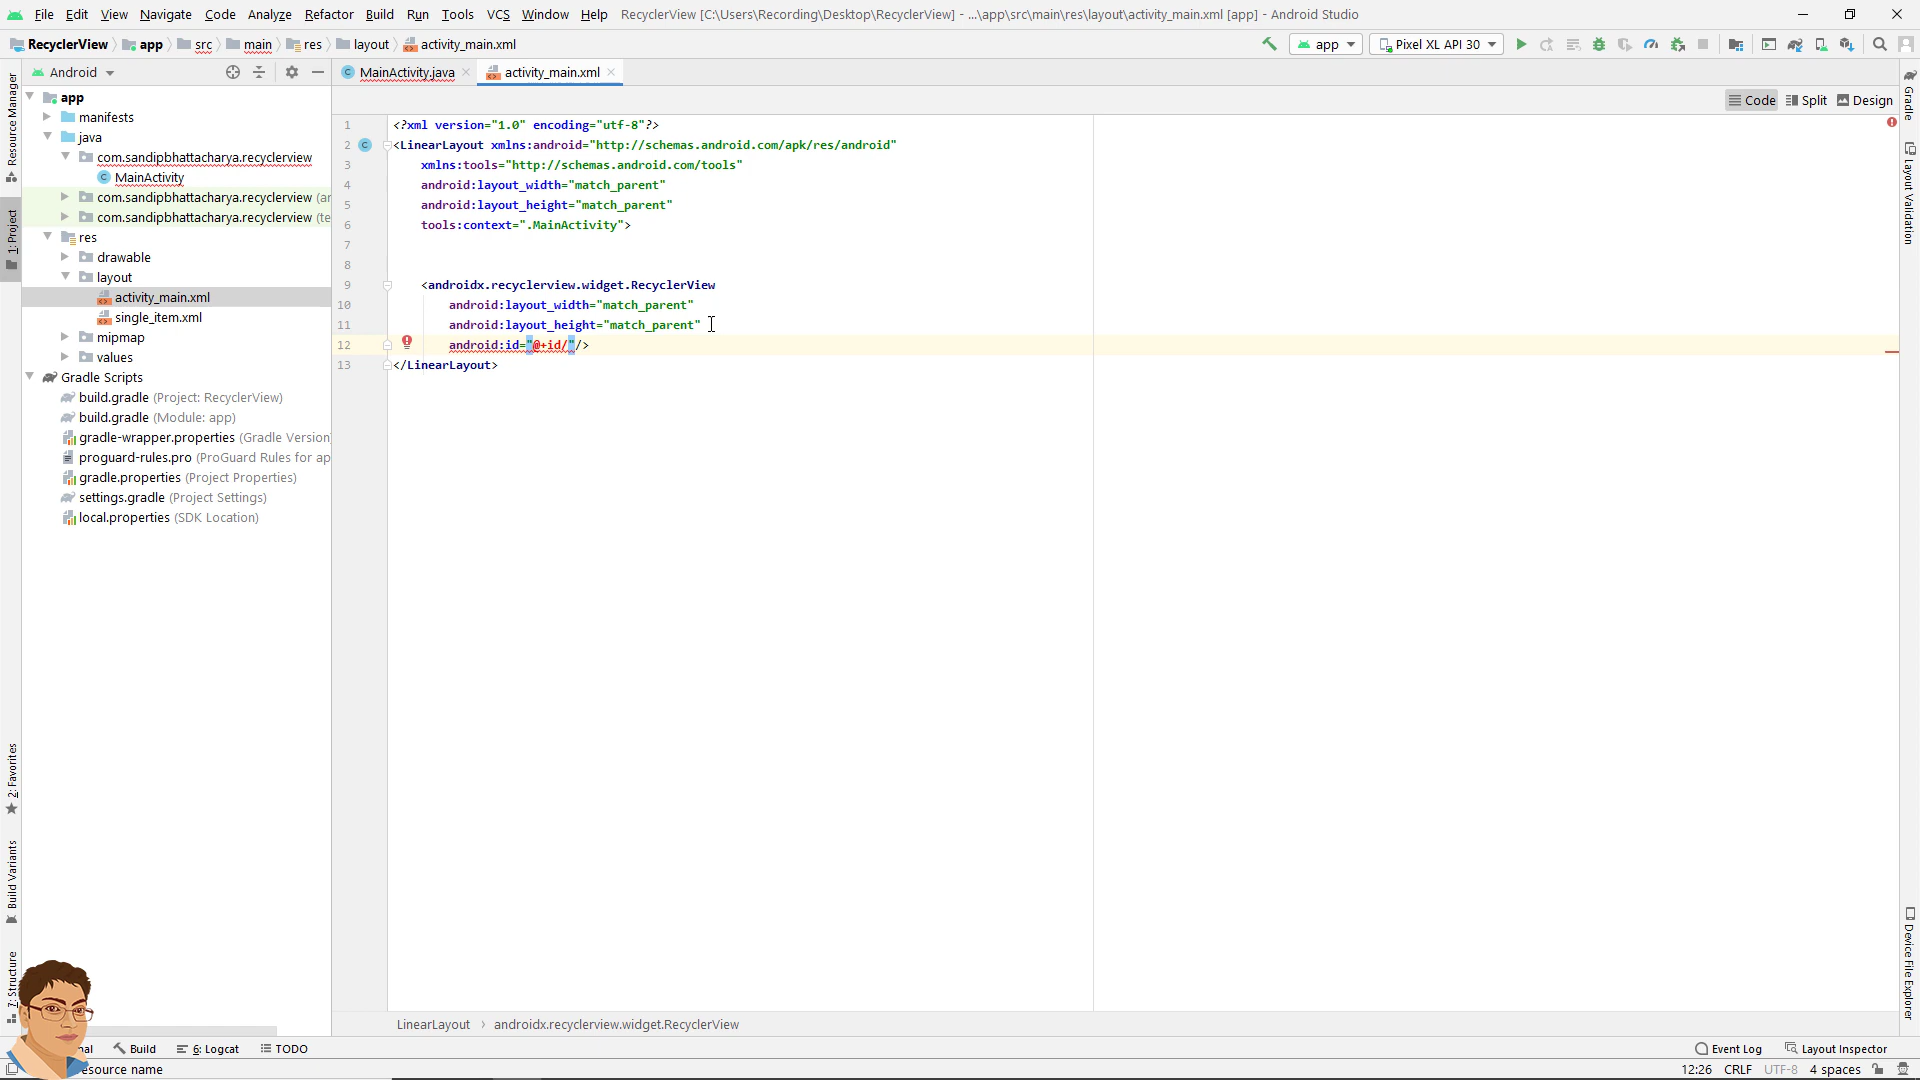 File Edit View Navigate Code Analyze Refactor Build Run Tools VCS Window Help RecyclerView [C:\Users\Recording\Desktop\RecyclerView] - ...\app\src\main\res\layout\activity_main.xml [app] - Android Studio
RecyclerView app src main res layout activity_main.xml app Pixel XL API 30
Android MainActivity.java activity_main.xml
Code Split Design
Resource Manager
1: Project
2: Favorites
Build Variants
7: Structure
app
manifests
java
com.sandipbhattacharya.recyclerview
MainActivity
com.sandipbhattacharya.recyclerview (ar
com.sandipbhattacharya.recyclerview (te
res
drawable
layout
activity_main.xml
single_item.xml
mipmap
values
Gradle Scripts
build.gradle (Project: RecyclerView)
build.gradle (Module: app)
gradle-wrapper.properties (Gradle Version
proguard-rules.pro (ProGuard Rules for ap
gradle.properties (Project Properties)
settings.gradle (Project Settings)
local.properties (SDK Location)
1 <?xml version="1.0" encoding="utf-8"?>
2 <LinearLayout xmlns:android="http://schemas.android.com/apk/res/android"
3 xmlns:tools="http://schemas.android.com/tools"
4 android:layout_width="match_parent"
5 android:layout_height="match_parent"
6 tools:context=".MainActivity">
7
8
9 <androidx.recyclerview.widget.RecyclerView
10 android:layout_width="match_parent"
11 android:layout_height="match_parent"
12 android:id="@+id/"/>
13 </LinearLayout>
Gradle
Layout Validation
Device File Explorer
LinearLayout › androidx.recyclerview.widget.RecyclerView
nal Build 6: Logcat TODO Event Log Layout Inspector
esource name 12:26 CRLF UTF-8 4 spaces